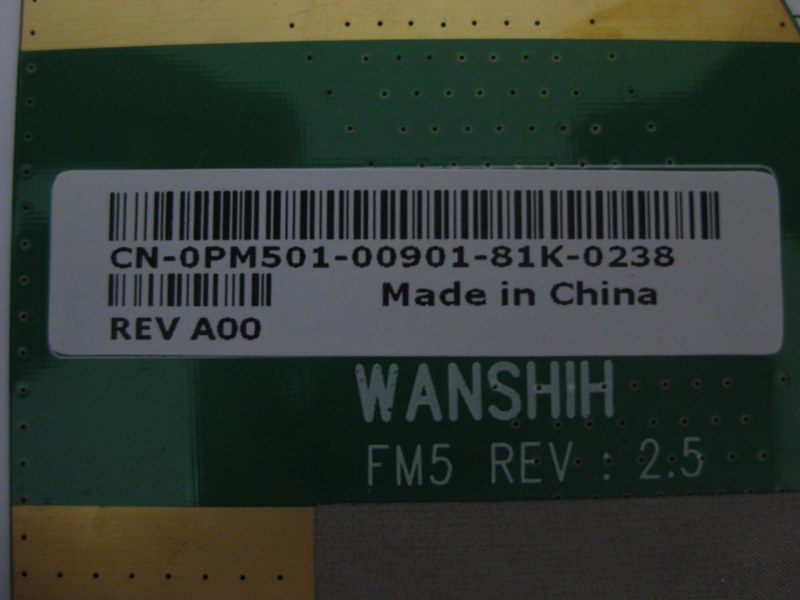 CN-0PM501-00901-81K-0238
Made in China
REV A00
WANSHIH
FM5 REV : 2.5